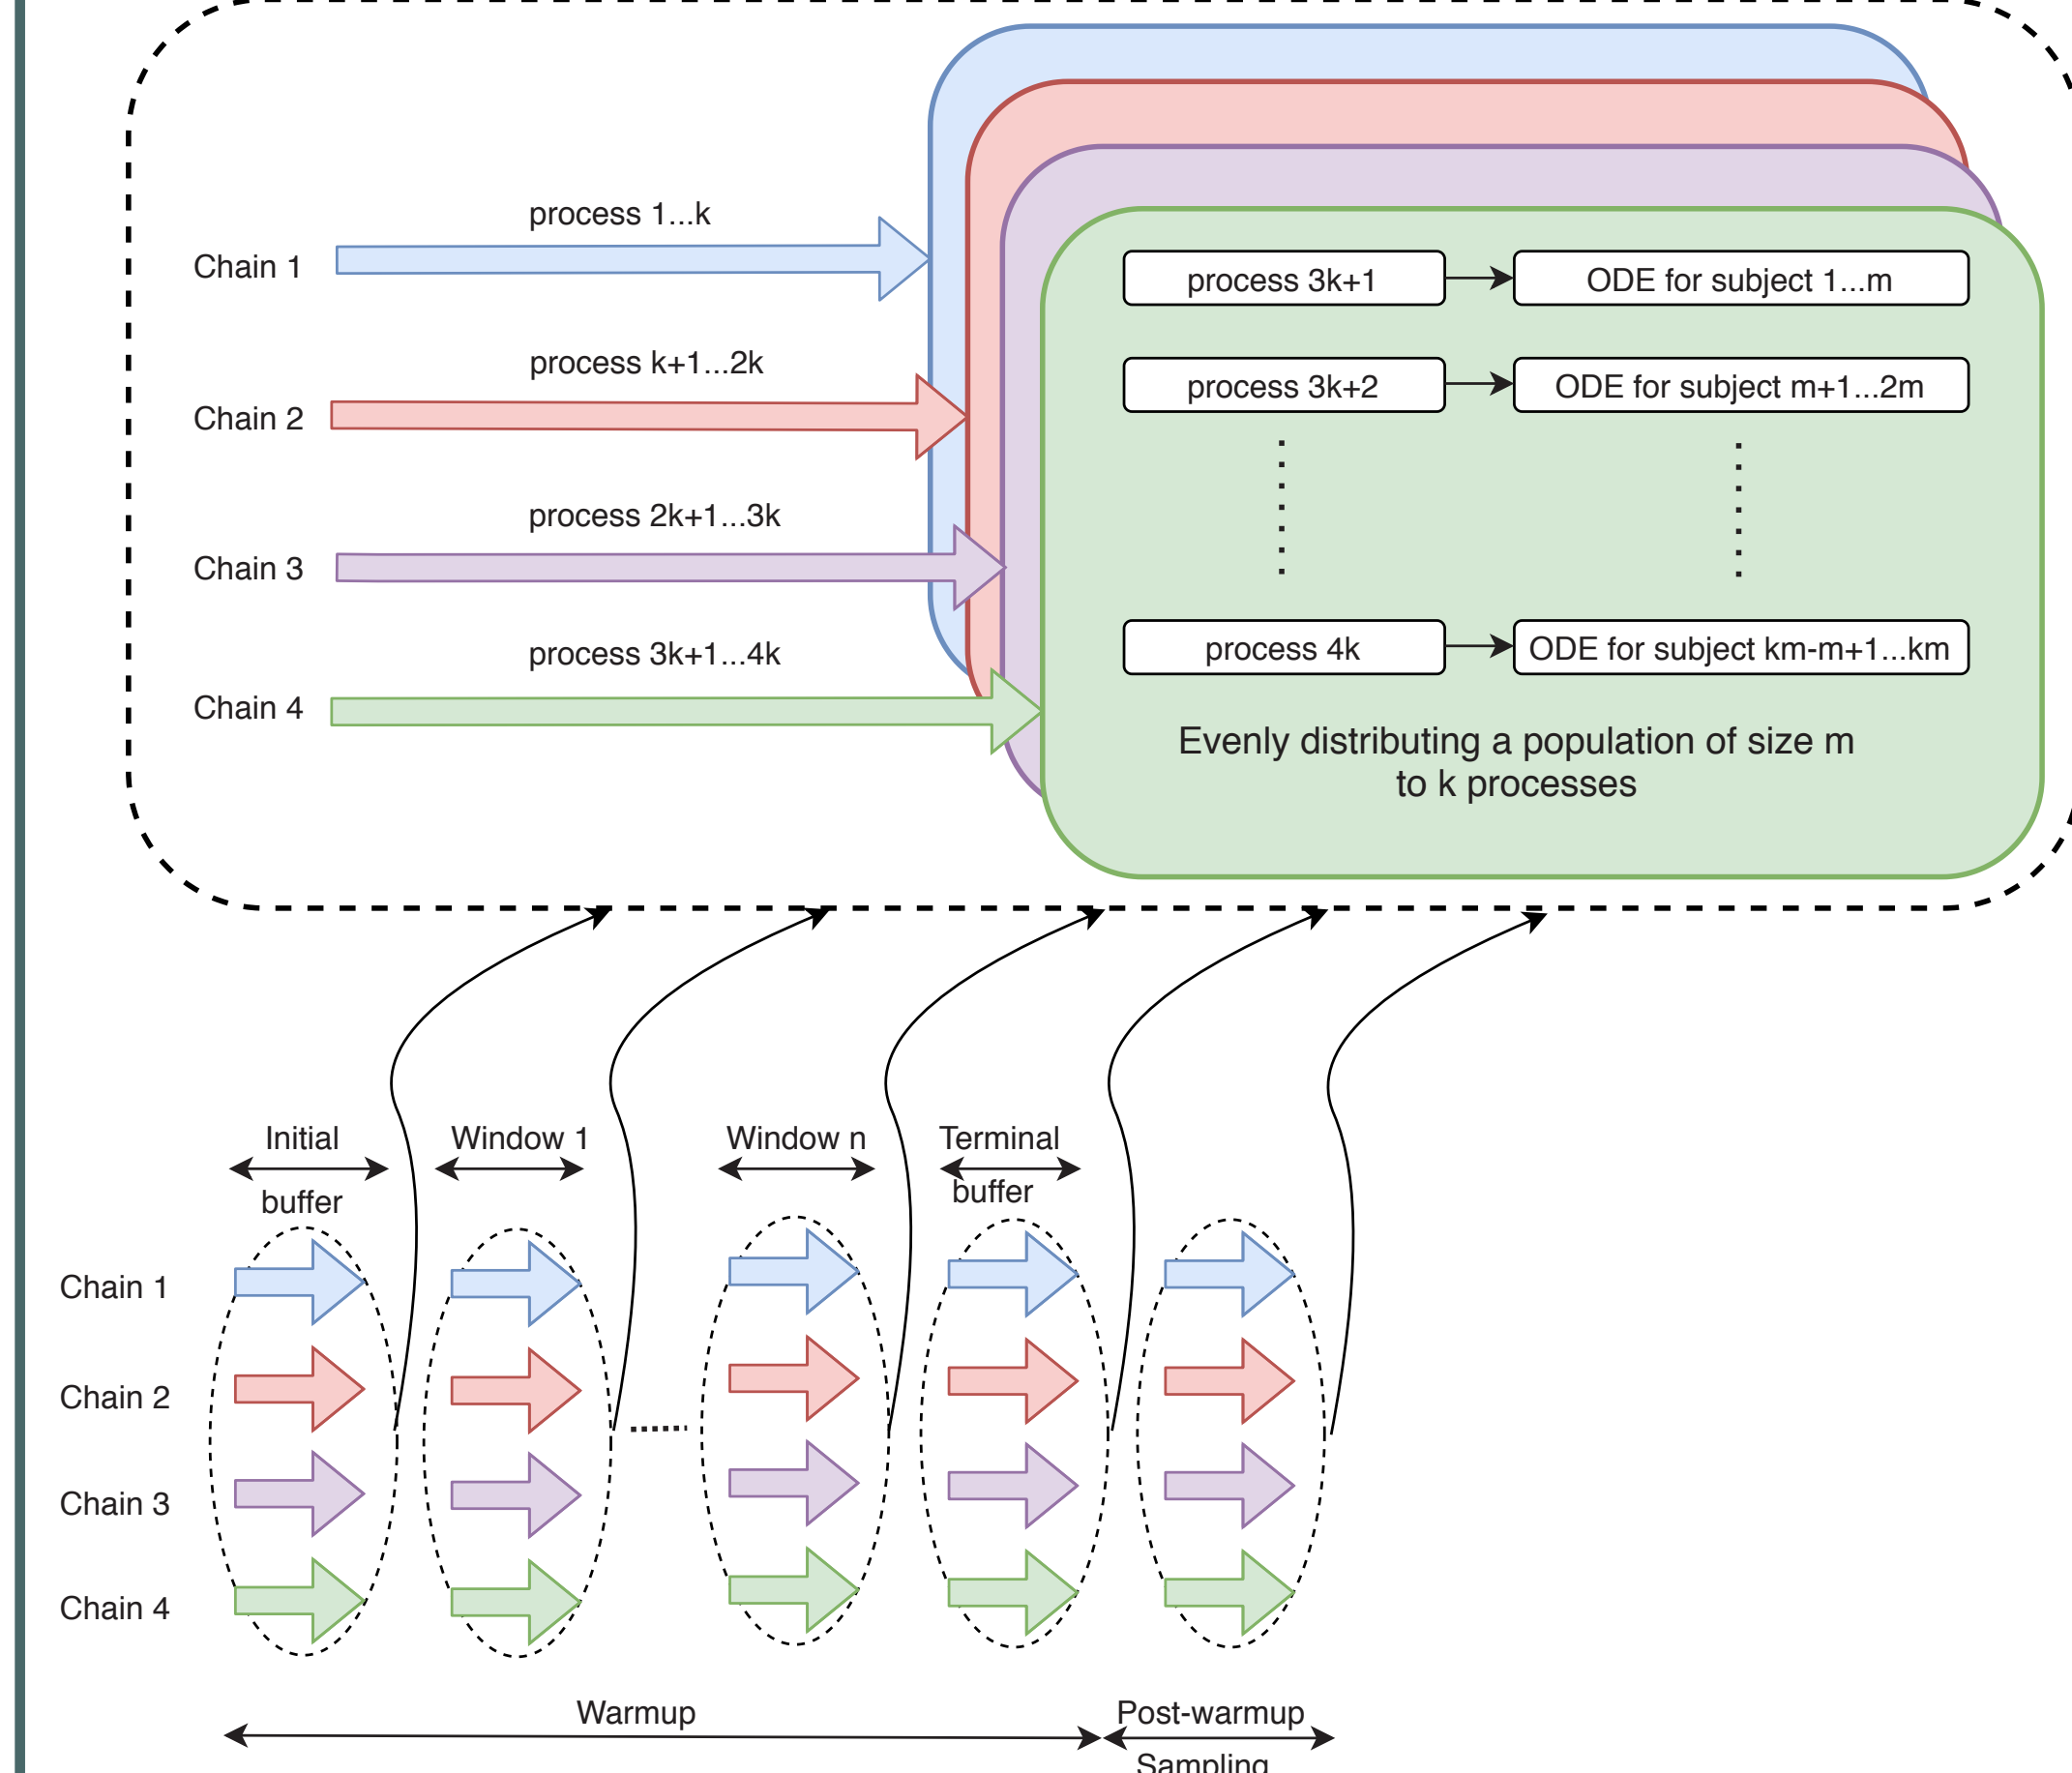 process 1...k
Chain 1
process k+1...2k
Chain 2
process 2k+1...3k
Chain 3
process 3k+1...4k
Chain 4
process 3k+1
ODE for subject 1...m
process 3k+2
ODE for subject m+1...2m
process 4k
ODE for subject km-m+1...km
Evenly distributing a population of size m
to k processes
Initial
buffer
Window 1
Window n
Terminal
buffer
Chain 1
Chain 2
Chain 3
Chain 4
Warmup
Post-warmup
Sampling